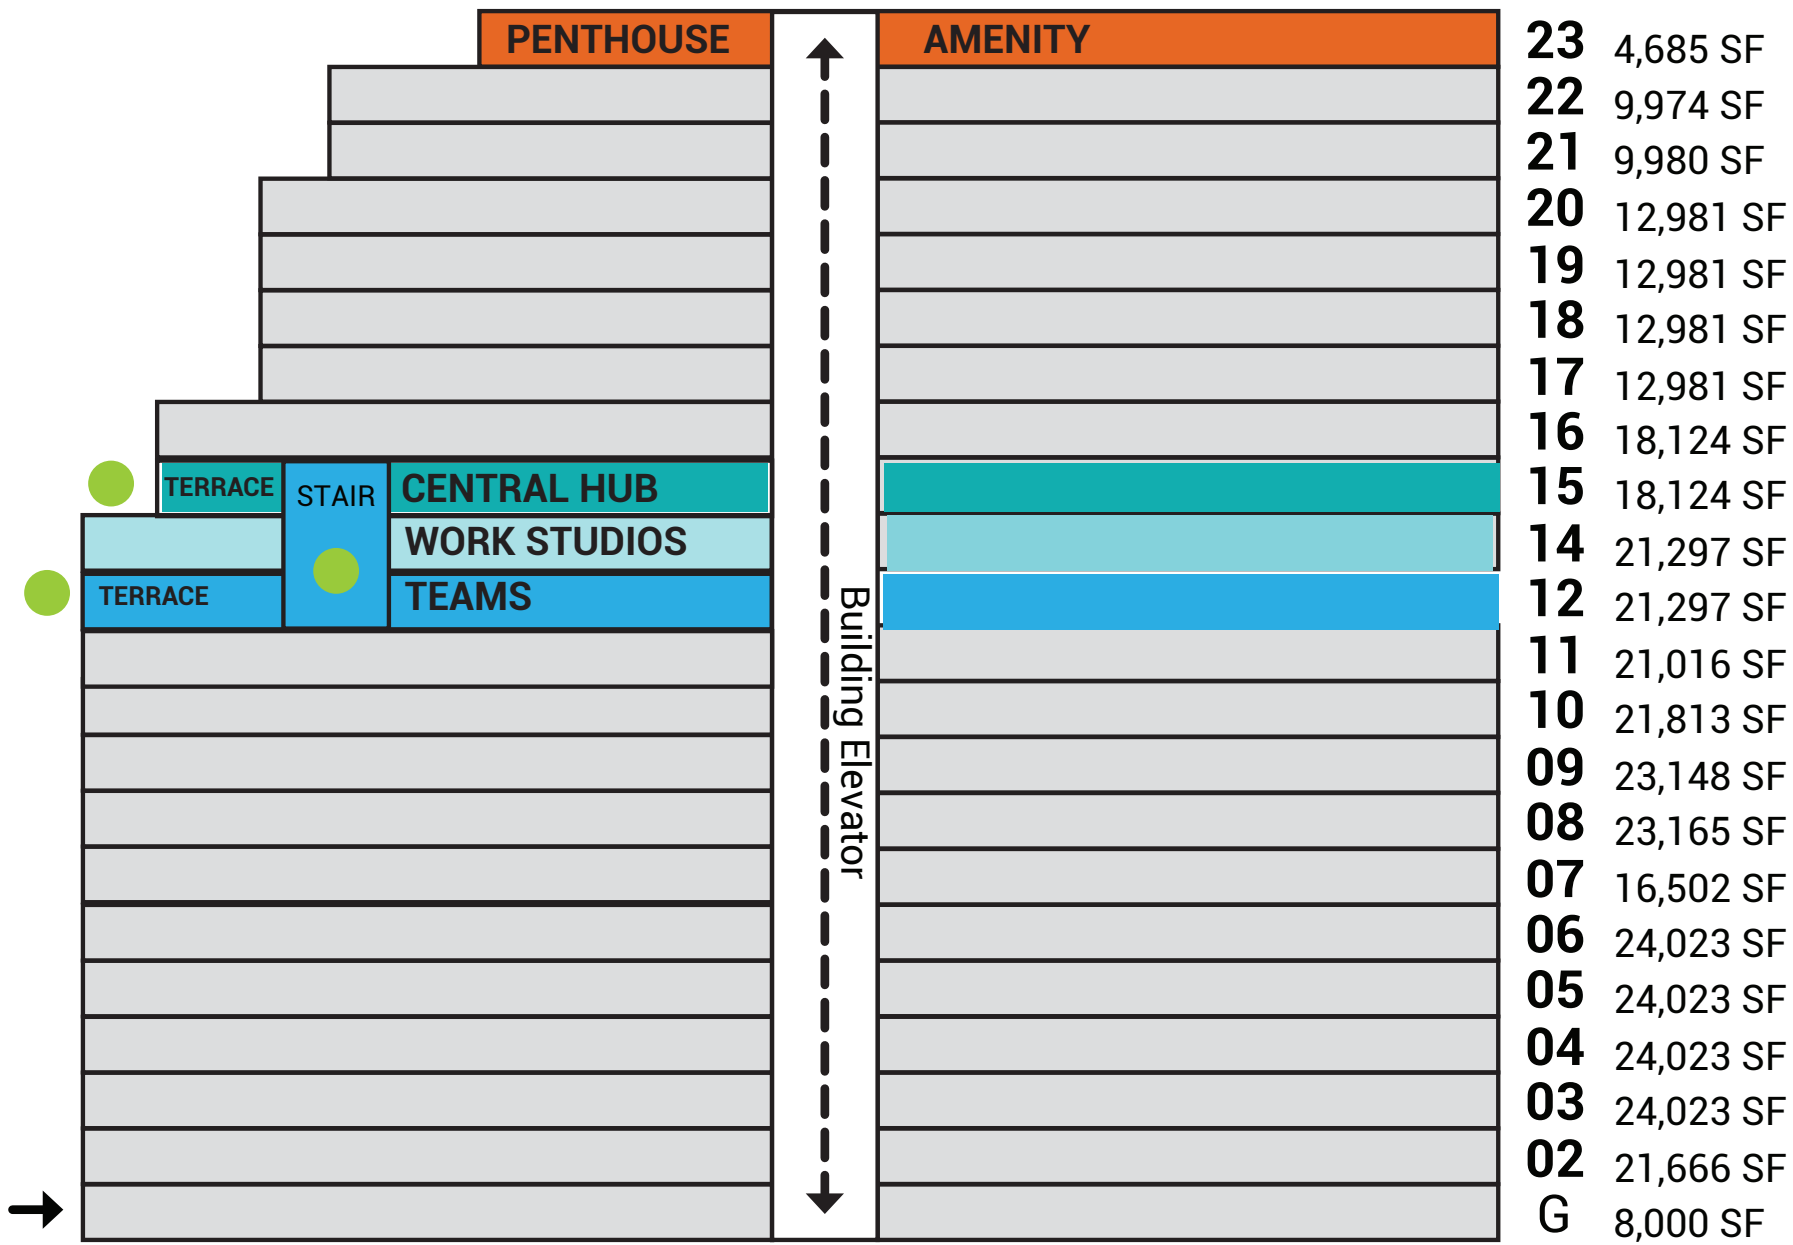 PENTHOUSE AMENITY 23 4,685 SF
22 9,974 SF
21 9,980 SF
20 12,981 SF
19 12,981 SF
18 12,981 SF
17 12,981 SF
16 18,124 SF
TERRACE STAIR CENTRAL HUB 15 18,124 SF
WORK STUDIOS 14 21,297 SF
TERRACE TEAMS 12 21,297 SF
Building Elevator
11 21,016 SF
10 21,813 SF
09 23,148 SF
08 23,165 SF
07 16,502 SF
06 24,023 SF
05 24,023 SF
04 24,023 SF
03 24,023 SF
02 21,666 SF
G 8,000 SF